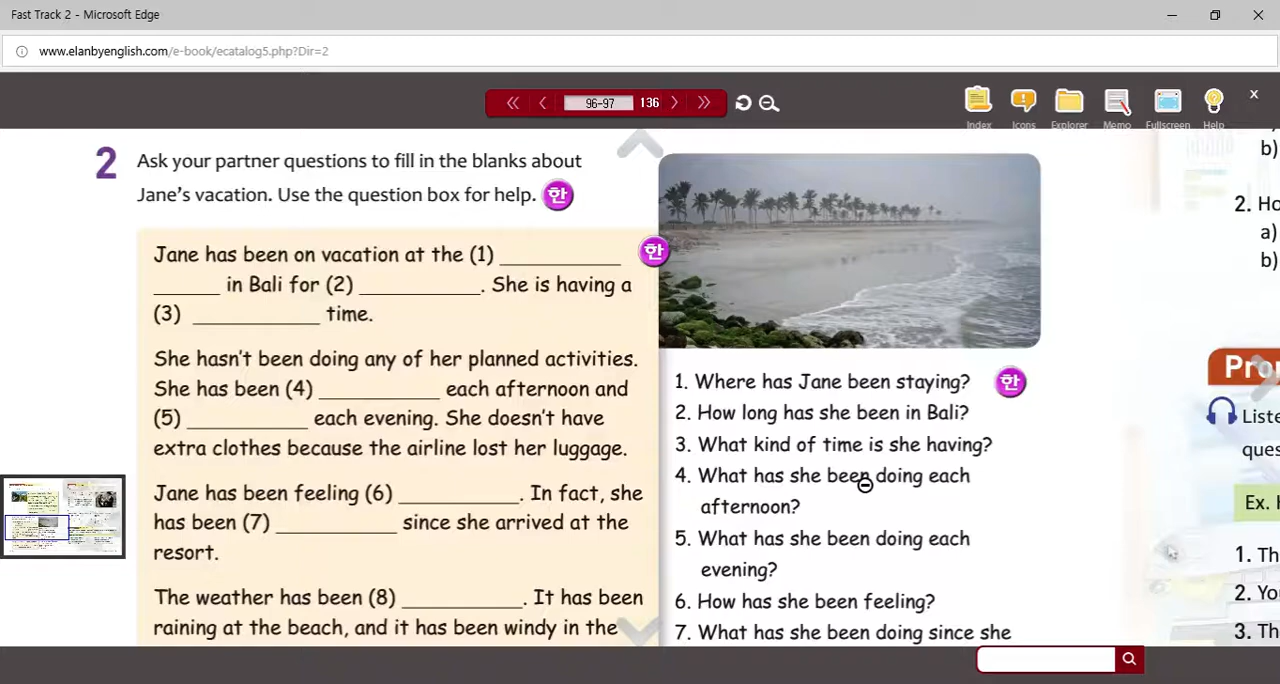 Fast Track 2 - Microsoft Edge
www.elanbyenglish.com/e-book/ecatalog5.php?Dir=2
96-97 136
Index Icons Explorer Memo Fullscreen Help
2 Ask your partner questions to fill in the blanks about
Jane's vacation. Use the question box for help. 한
Jane has been on vacation at the (1) ____________ 한
_______ in Bali for (2) _____________. She is having a
(3) ______________ time.
She hasn't been doing any of her planned activities.
She has been (4) _____________ each afternoon and
(5) _____________ each evening. She doesn't have
extra clothes because the airline lost her luggage.
Jane has been feeling (6) _____________. In fact, she
has been (7) _____________ since she arrived at the
resort.
The weather has been (8) _____________. It has been
raining at the beach, and it has been windy in the
1. Where has Jane been staying? 한
2. How long has she been in Bali?
3. What kind of time is she having?
4. What has she been doing each
afternoon?
5. What has she been doing each
evening?
6. How has she been feeling?
7. What has she been doing since she
b)
2. Ho
a)
b)
Pro
Liste
ques
Ex.
1. Th
2. Yo
3. Th